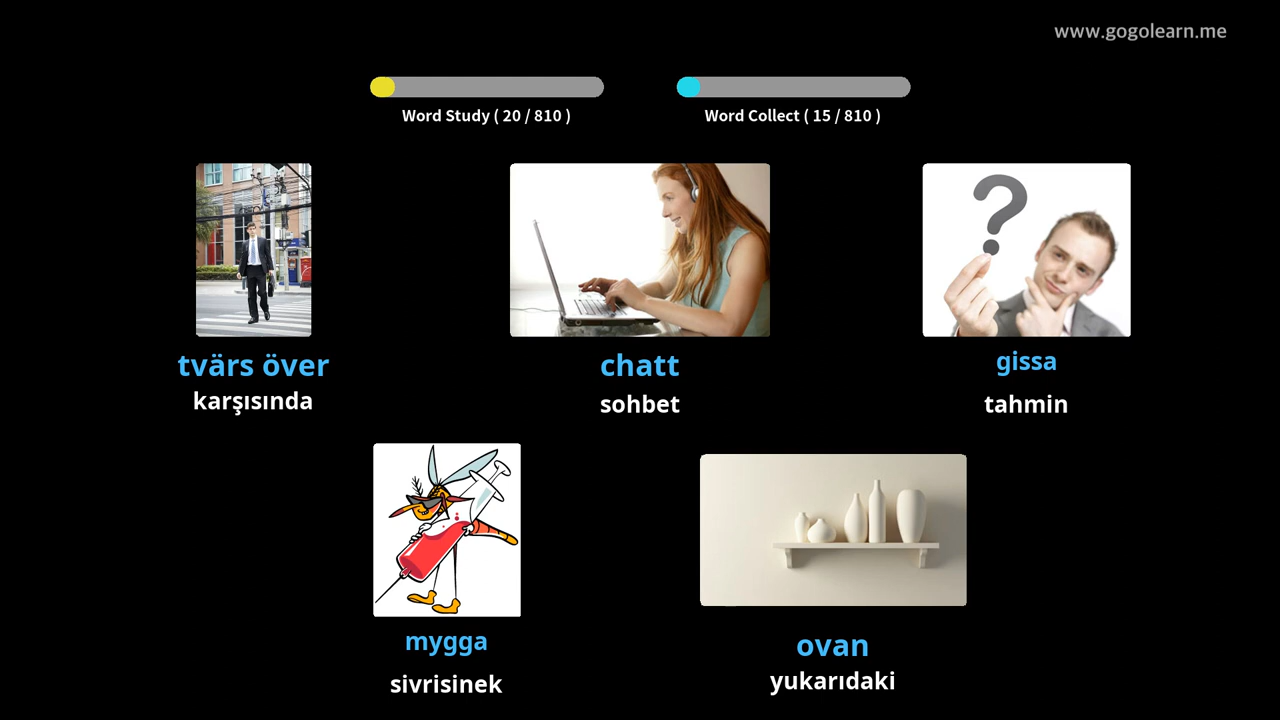 www.gogolearn.me
Word Study ( 20 / 810 )
Word Collect ( 15 / 810 )
tvärs över
karşısında
chatt
sohbet
gissa
tahmin
mygga
sivrisinek
ovan
yukarıdaki